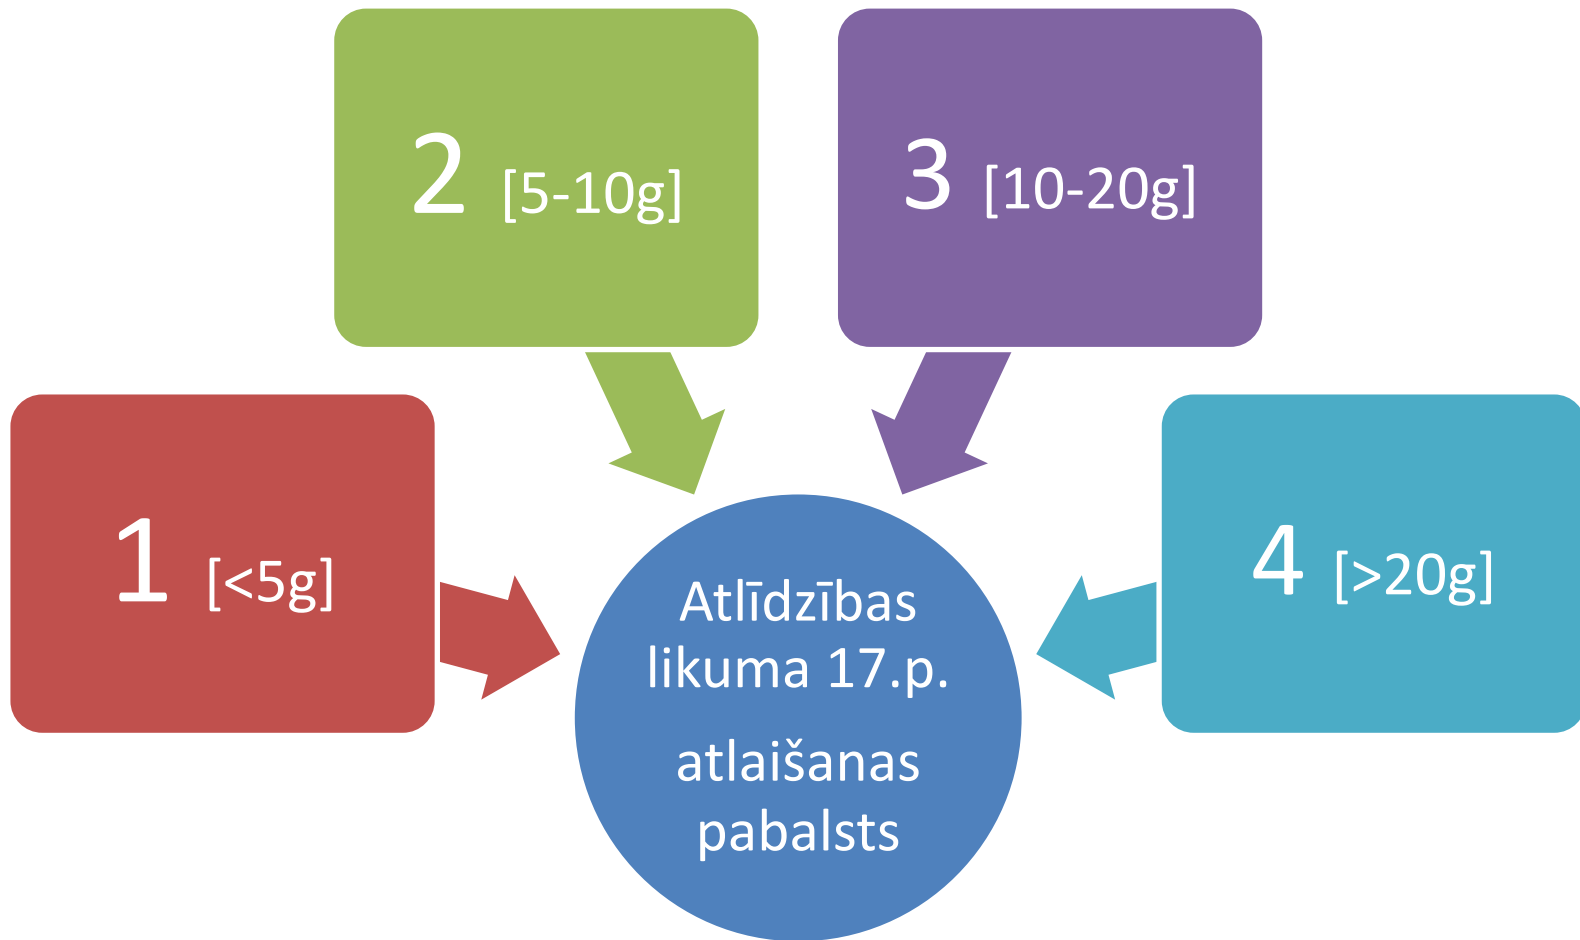 1 [<5g]
2 [5-10g]
3 [10-20g]
4 [>20g]
Atlīdzības
likuma 17.p.
atlaišanas
pabalsts